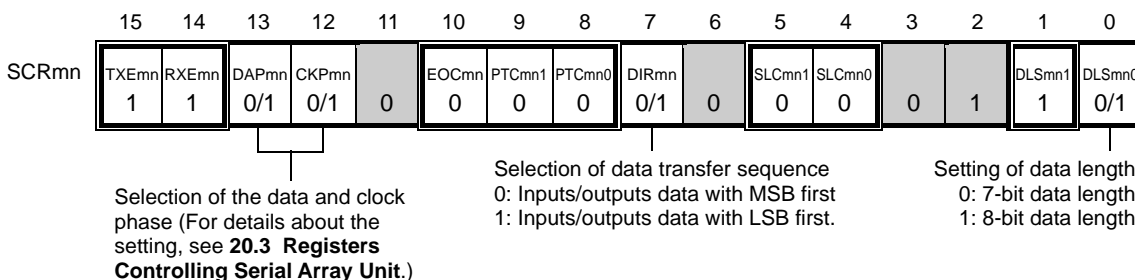 15 14 13 12 11 10 9 8 7 6 5 4 3 2 1 0
SCRmn
TXEmn RXEmn DAPmn CKPmn EOCmn PTCmn1 PTCmn0 DIRmn SLCmn1 SLCmn0 DLSmn1 DLSmn0
1 1 0/1 0/1 0 0 0 0 0/1 0 0 0 0 1 1 0/1
Selection of the data and clock
phase (For details about the
setting, see 20.3 Registers
Controlling Serial Array Unit.)
Selection of data transfer sequence
0: Inputs/outputs data with MSB first
1: Inputs/outputs data with LSB first.
Setting of data length
0: 7-bit data length
1: 8-bit data length